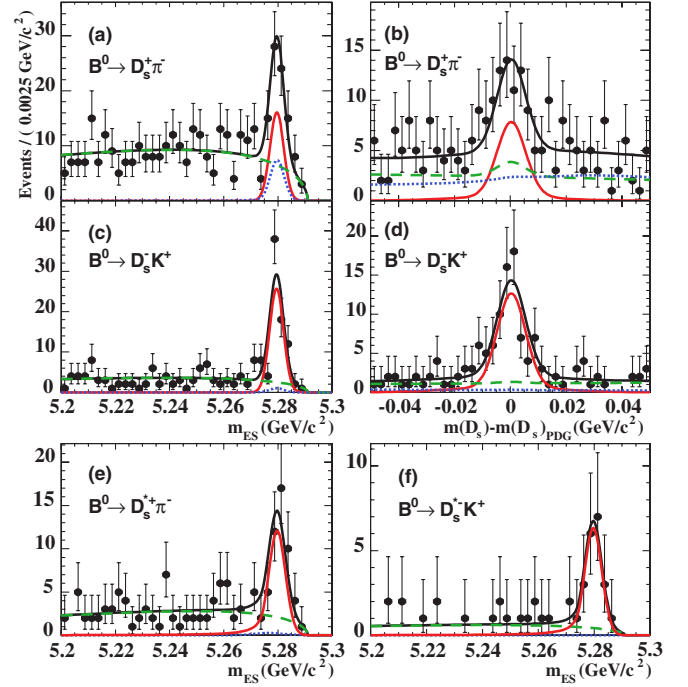 Events / ( 0.0025 GeV/c²)
(a)
B⁰→ Dₛ⁺π⁻
30
20
10
0
(b)
B⁰→ Dₛ⁺π⁻
15
10
5
0
(c)
B⁰→ Dₛ⁻K⁺
40
30
20
10
0
5.2 5.22 5.24 5.26 5.28 5.3
m_ES (GeV/c²)
(d)
B⁰→ Dₛ⁻K⁺
20
15
10
5
0
-0.04 -0.02 0 0.02 0.04
m(Dₛ)-m(Dₛ)_PDG (GeV/c²)
(e)
B⁰→ Dₛ*⁺π⁻
20
15
10
5
0
5.2 5.22 5.24 5.26 5.28 5.3
m_ES (GeV/c²)
(f)
B⁰→ Dₛ*⁻K⁺
10
5
0
5.2 5.22 5.24 5.26 5.28 5.3
m_ES (GeV/c²)